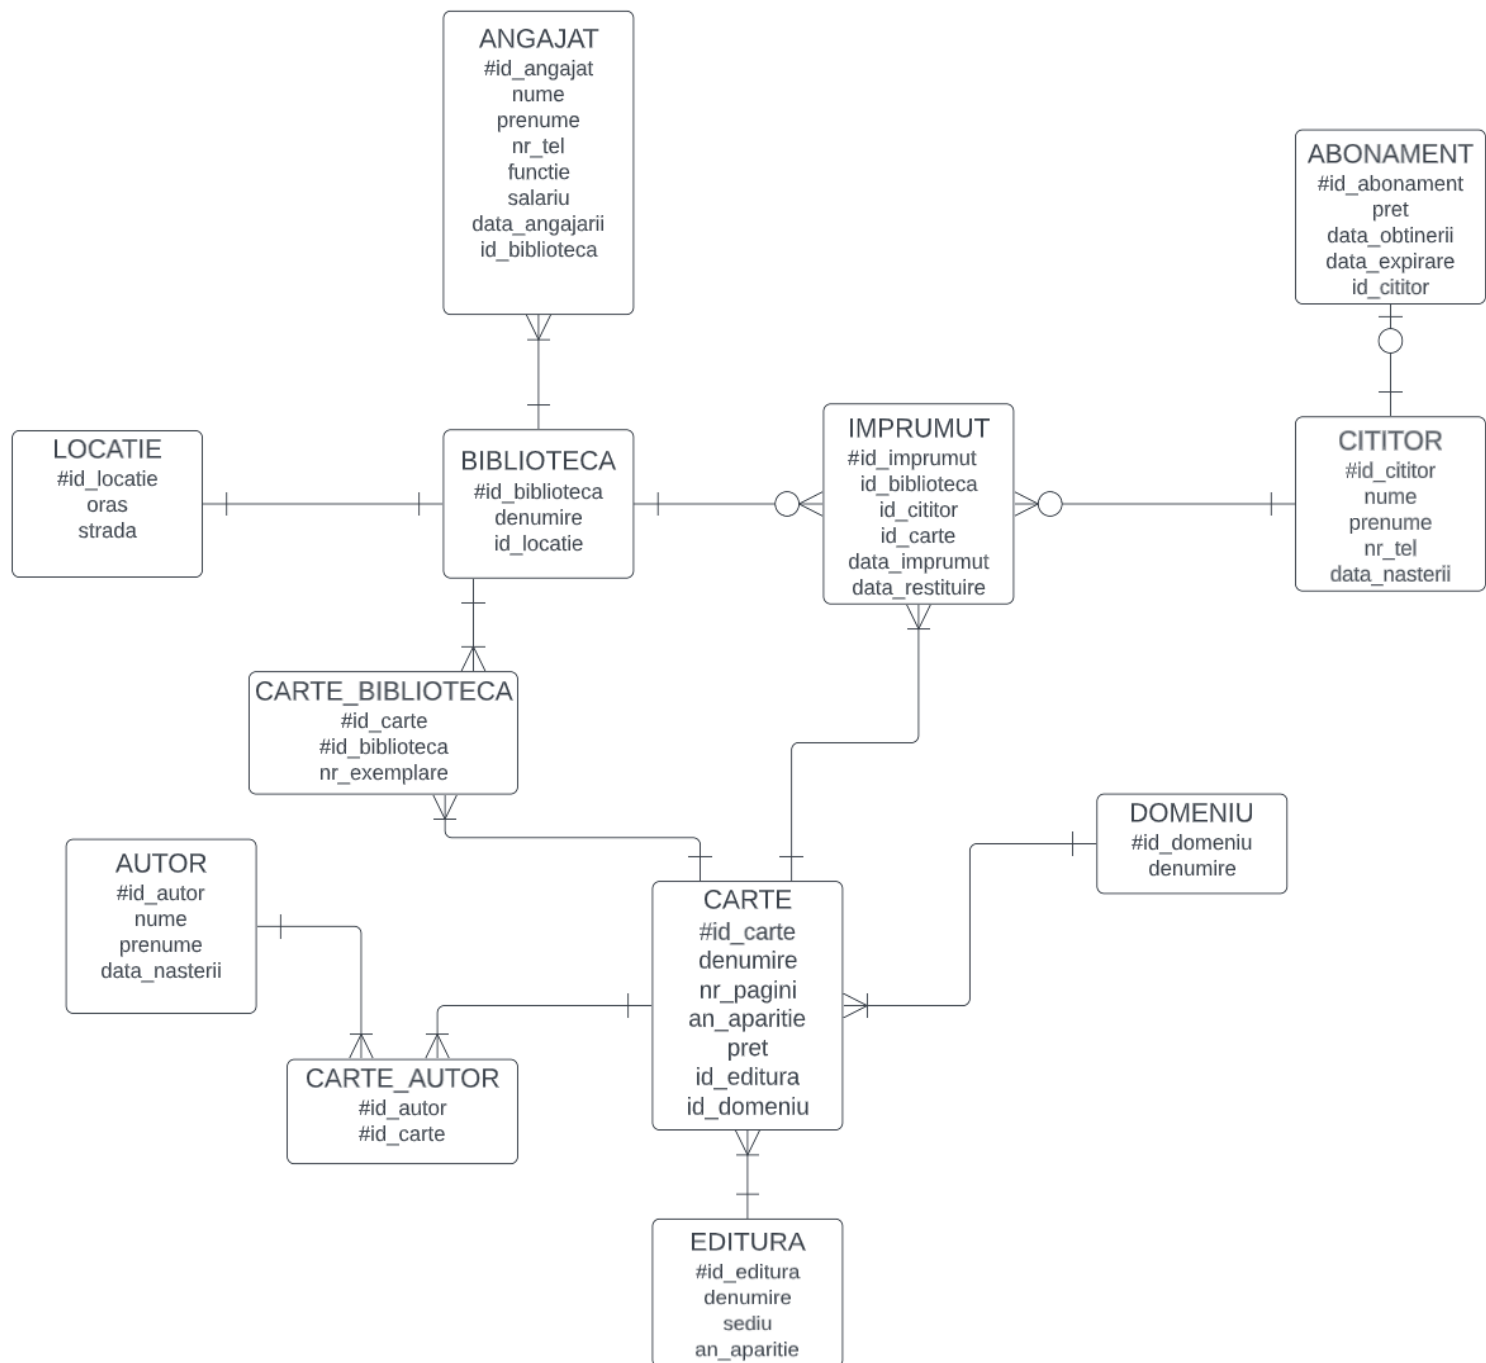 ANGAJAT
#id_angajat
nume
prenume
nr_tel
functie
salariu
data_angajarii
id_biblioteca
ABONAMENT
#id_abonament
pret
data_obtinerii
data_expirare
id_cititor
LOCATIE
#id_locatie
oras
strada
BIBLIOTECA
#id_biblioteca
denumire
id_locatie
IMPRUMUT
#id_imprumut
id_biblioteca
id_cititor
id_carte
data_imprumut
data_restituire
CITITOR
#id_cititor
nume
prenume
nr_tel
data_nasterii
CARTE_BIBLIOTECA
#id_carte
#id_biblioteca
nr_exemplare
DOMENIU
#id_domeniu
denumire
AUTOR
#id_autor
nume
prenume
data_nasterii
CARTE
#id_carte
denumire
nr_pagini
an_aparitie
pret
id_editura
id_domeniu
CARTE_AUTOR
#id_autor
#id_carte
EDITURA
#id_editura
denumire
sediu
an_aparitie